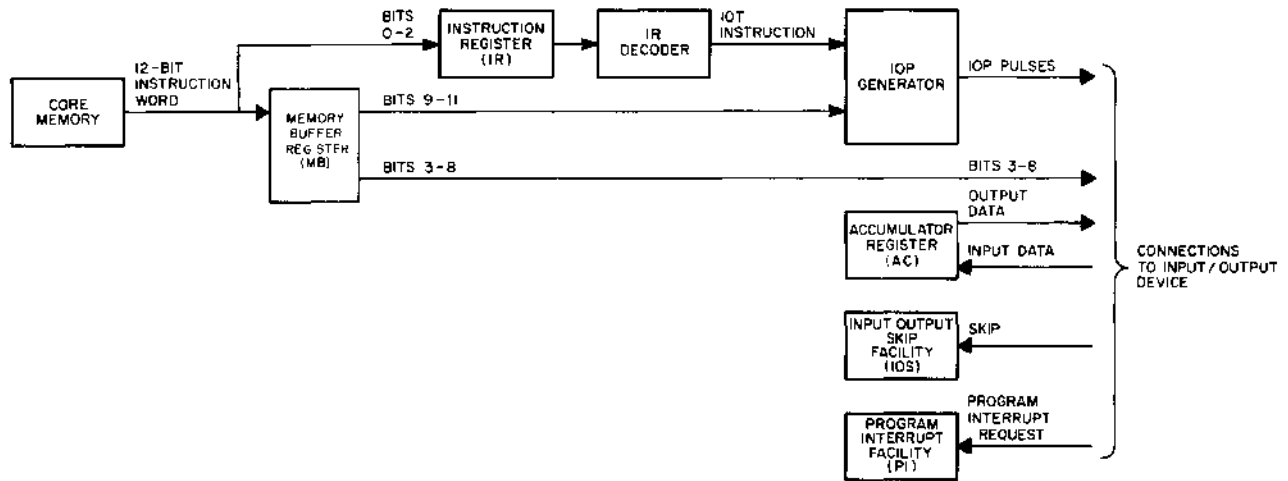 BITS
0-2
INSTRUCTION
REGISTER
(IR)
IR
DECODER
IOT
INSTRUCTION
IOP
GENERATOR
IOP PULSES
12-BIT
INSTRUCTION
WORD
CORE
MEMORY
MEMORY
BUFFER
REGISTER
(MB)
BITS 9-11
BITS 3-8
BITS 3-8
OUTPUT
DATA
ACCUMULATOR
REGISTER
(AC)
INPUT DATA
CONNECTIONS
TO INPUT/OUTPUT
DEVICE
INPUT OUTPUT
SKIP
FACILITY
(IOS)
SKIP
PROGRAM
INTERRUPT
FACILITY
(PI)
PROGRAM
INTERRUPT
REQUEST